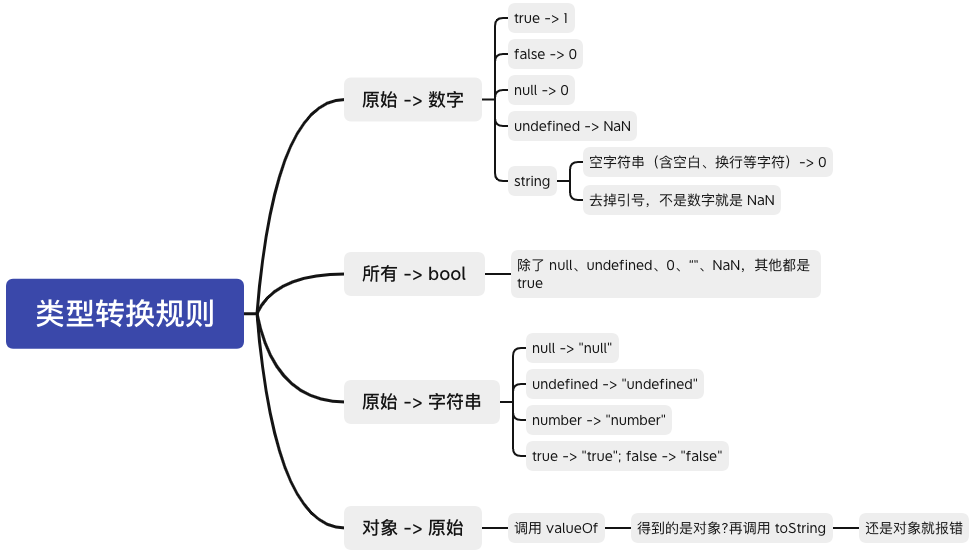 类型转换规则
原始 -> 数字
true -> 1
false -> 0
null -> 0
undefined -> NaN
string
空字符串（含空白、换行等字符）-> 0
去掉引号，不是数字就是 NaN
所有 -> bool
除了 null、undefined、0、“"、NaN，其他都是
true
原始 -> 字符串
null -> "null"
undefined -> "undefined"
number -> "number"
true -> "true"; false -> "false"
对象 -> 原始
调用 valueOf
得到的是对象?再调用 toString
还是对象就报错